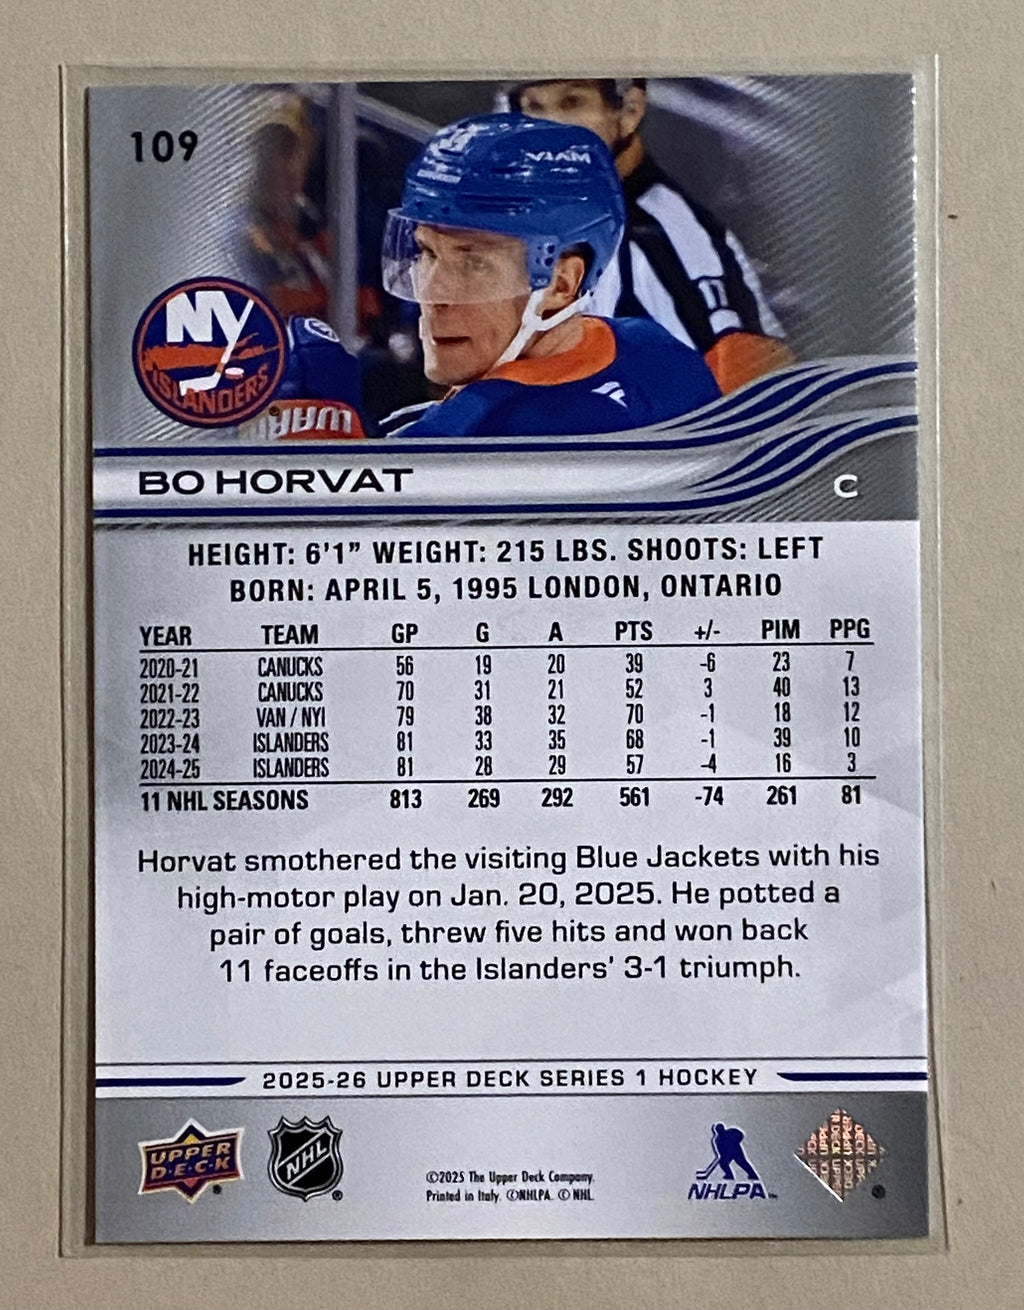 109
VIAM
NY
ISLANDERS
BO HORVAT
C
HEIGHT: 6'1” WEIGHT: 215 LBS. SHOOTS: LEFT
BORN: APRIL 5, 1995 LONDON, ONTARIO
YEAR TEAM GP G A PTS +/- PIM PPG
2020-21 CANUCKS 56 19 20 39 -6 23 7
2021-22 CANUCKS 70 31 21 52 3 40 13
2022-23 VAN / NYI 79 38 32 70 -1 18 12
2023-24 ISLANDERS 81 33 35 68 -1 39 10
2024-25 ISLANDERS 81 28 29 57 -4 16 3
11 NHL SEASONS 813 269 292 561 -74 261 81
Horvat smothered the visiting Blue Jackets with his
high-motor play on Jan. 20, 2025. He potted a
pair of goals, threw five hits and won back
11 faceoffs in the Islanders' 3-1 triumph.
2025-26 UPPER DECK SERIES 1 HOCKEY
UPPER
D·E·C·K
NHL
©2025 The Upper Deck Company.
Printed in Italy. ©NHLPA. © NHL.
NHLPA™
UPPER DECK